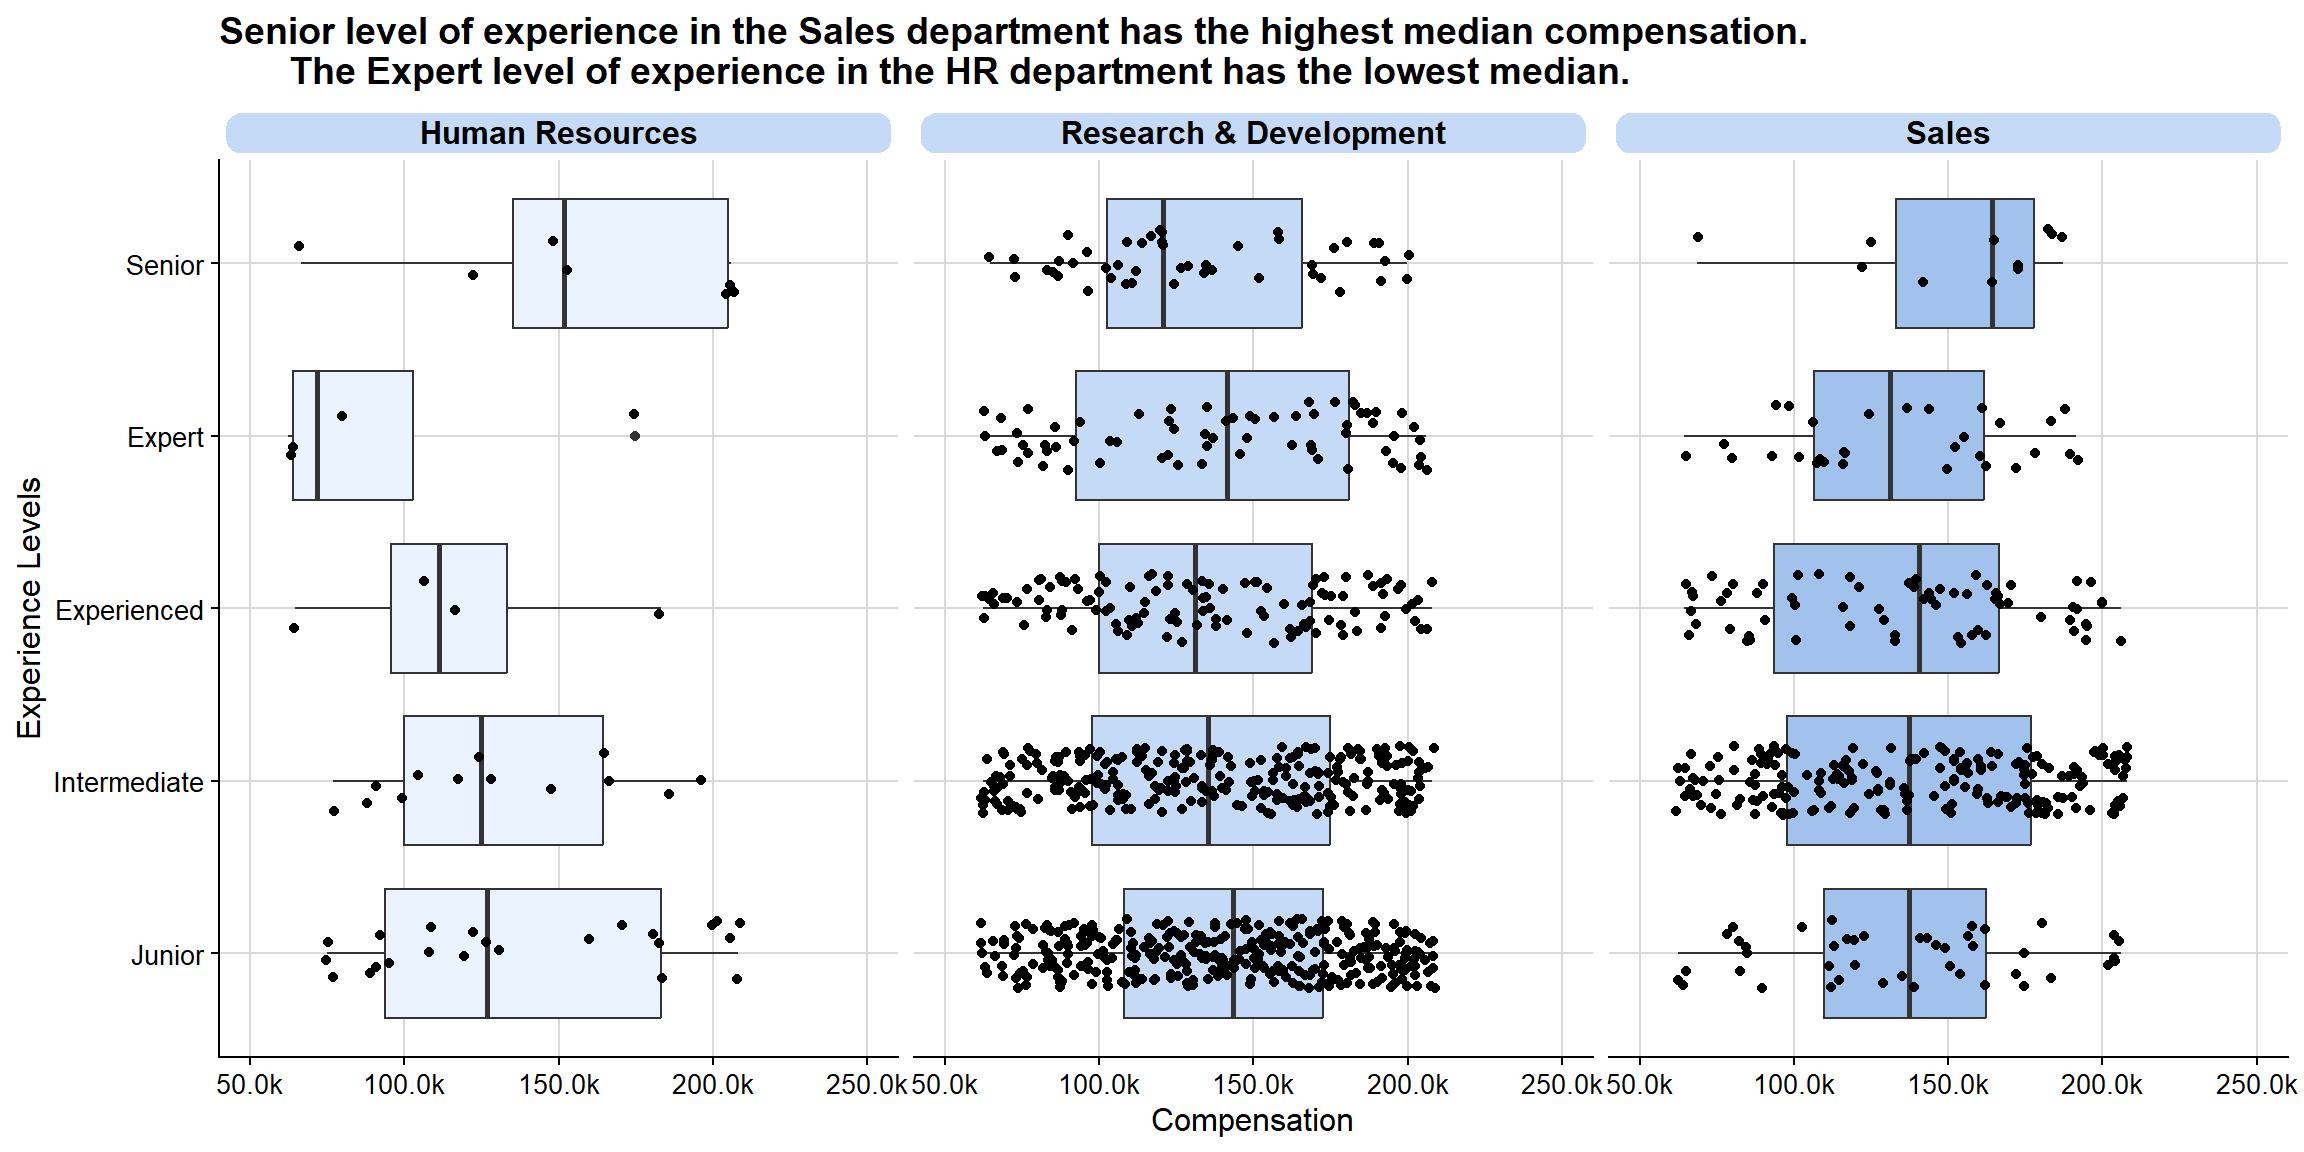 Senior level of experience in the Sales department has the highest median compensation.
The Expert level of experience in the HR department has the lowest median.
Human Resources
Research & Development
Sales
Experience Levels
Senior
Expert
Experienced
Intermediate
Junior
50.0k 100.0k 150.0k 200.0k 250.0k
50.0k 100.0k 150.0k 200.0k 250.0k
50.0k 100.0k 150.0k 200.0k 250.0k
Compensation